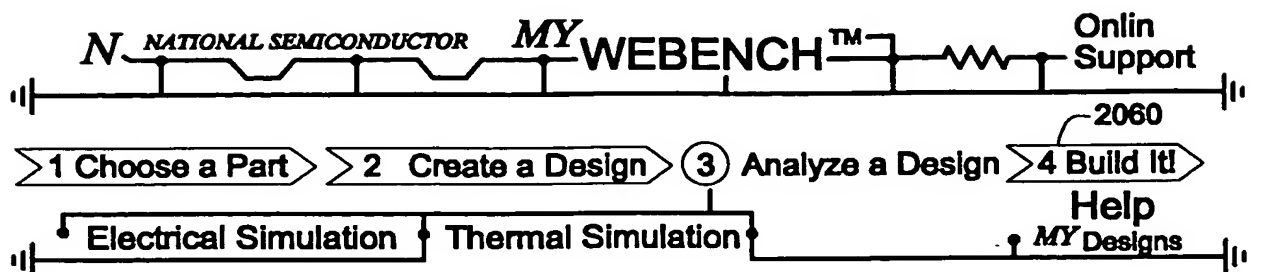 N NATIONAL SEMICONDUCTOR MY WEBENCH™ Onlin
Support
2060
1 Choose a Part 2 Create a Design 3 Analyze a Design 4 Build It!
Help
Electrical Simulation Thermal Simulation MY Designs